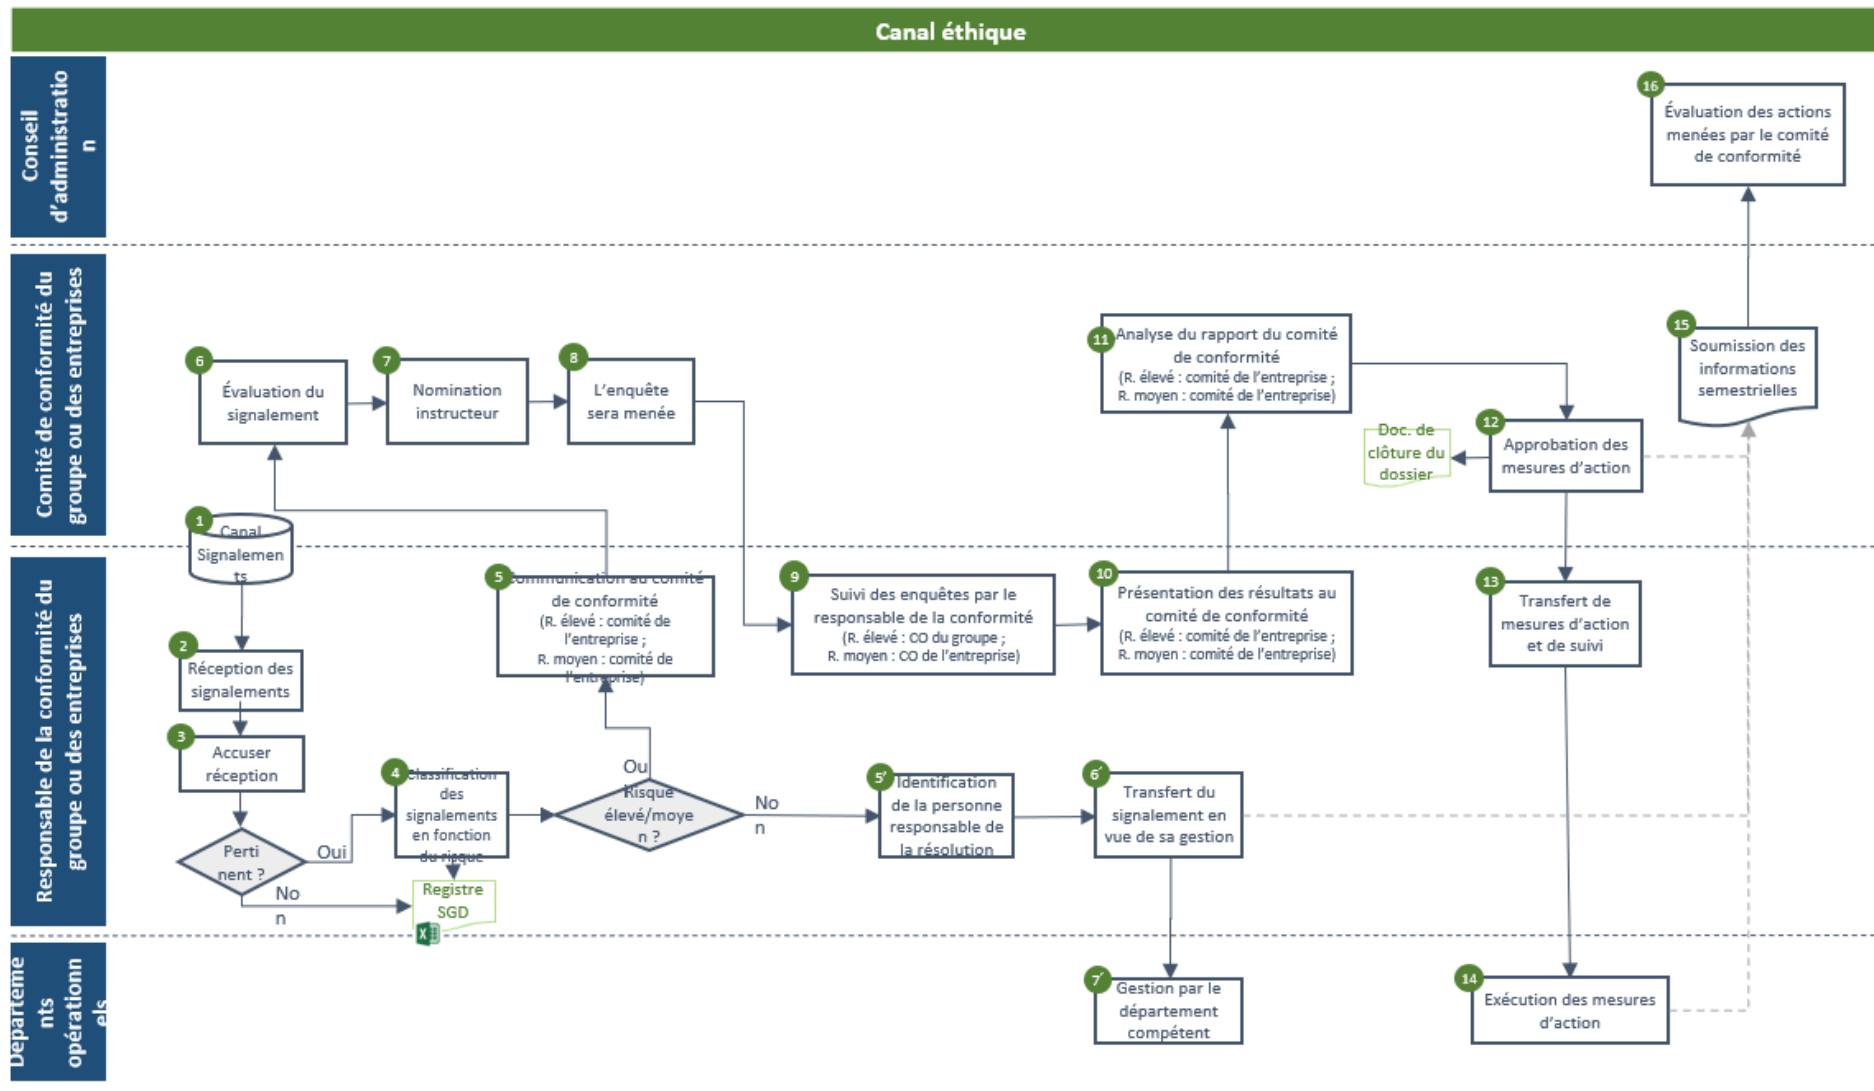 Canal éthique
Conseil
d'administratio
n
16
Évaluation des actions
menées par le comité
de conformité
Comité de conformité du
groupe ou des entreprises
6
Évaluation du
signalement
7
Nomination
instructeur
8
L'enquête
sera menée
11
Analyse du rapport du comité
de conformité
(R. élevé : comité de l'entreprise ;
R. moyen : comité de l'entreprise)
Doc. de
clôture du
dossier
12
Approbation des
mesures d'action
15
Soumission des
informations
semestrielles
1
Canal
Signalemen
ts
Responsable de la conformité du
groupe ou des entreprises
2
Réception des
signalements
3
Accuser
réception
Perti
nent ?
Oui
No
n
4
Classification
des
signalements
en fonction
du risque
Registre
SGD
5
Communication au comité
de conformité
(R. élevé : comité de
l'entreprise ;
R. moyen : comité de
l'entreprise)
Ou
Risque
élevé/moye
n ?
No
n
9
Suivi des enquêtes par le
responsable de la conformité
(R. élevé : CO du groupe ;
R. moyen : CO de l'entreprise)
10
Présentation des résultats au
comité de conformité
(R. élevé : comité de l'entreprise ;
R. moyen : comité de l'entreprise)
5'
Identification
de la personne
responsable de
la résolution
6'
Transfert du
signalement en
vue de sa gestion
13
Transfert de
mesures d'action
et de suivi
Départeme
nts
opérationn
els
7'
Gestion par le
département
compétent
14
Exécution des mesures
d'action